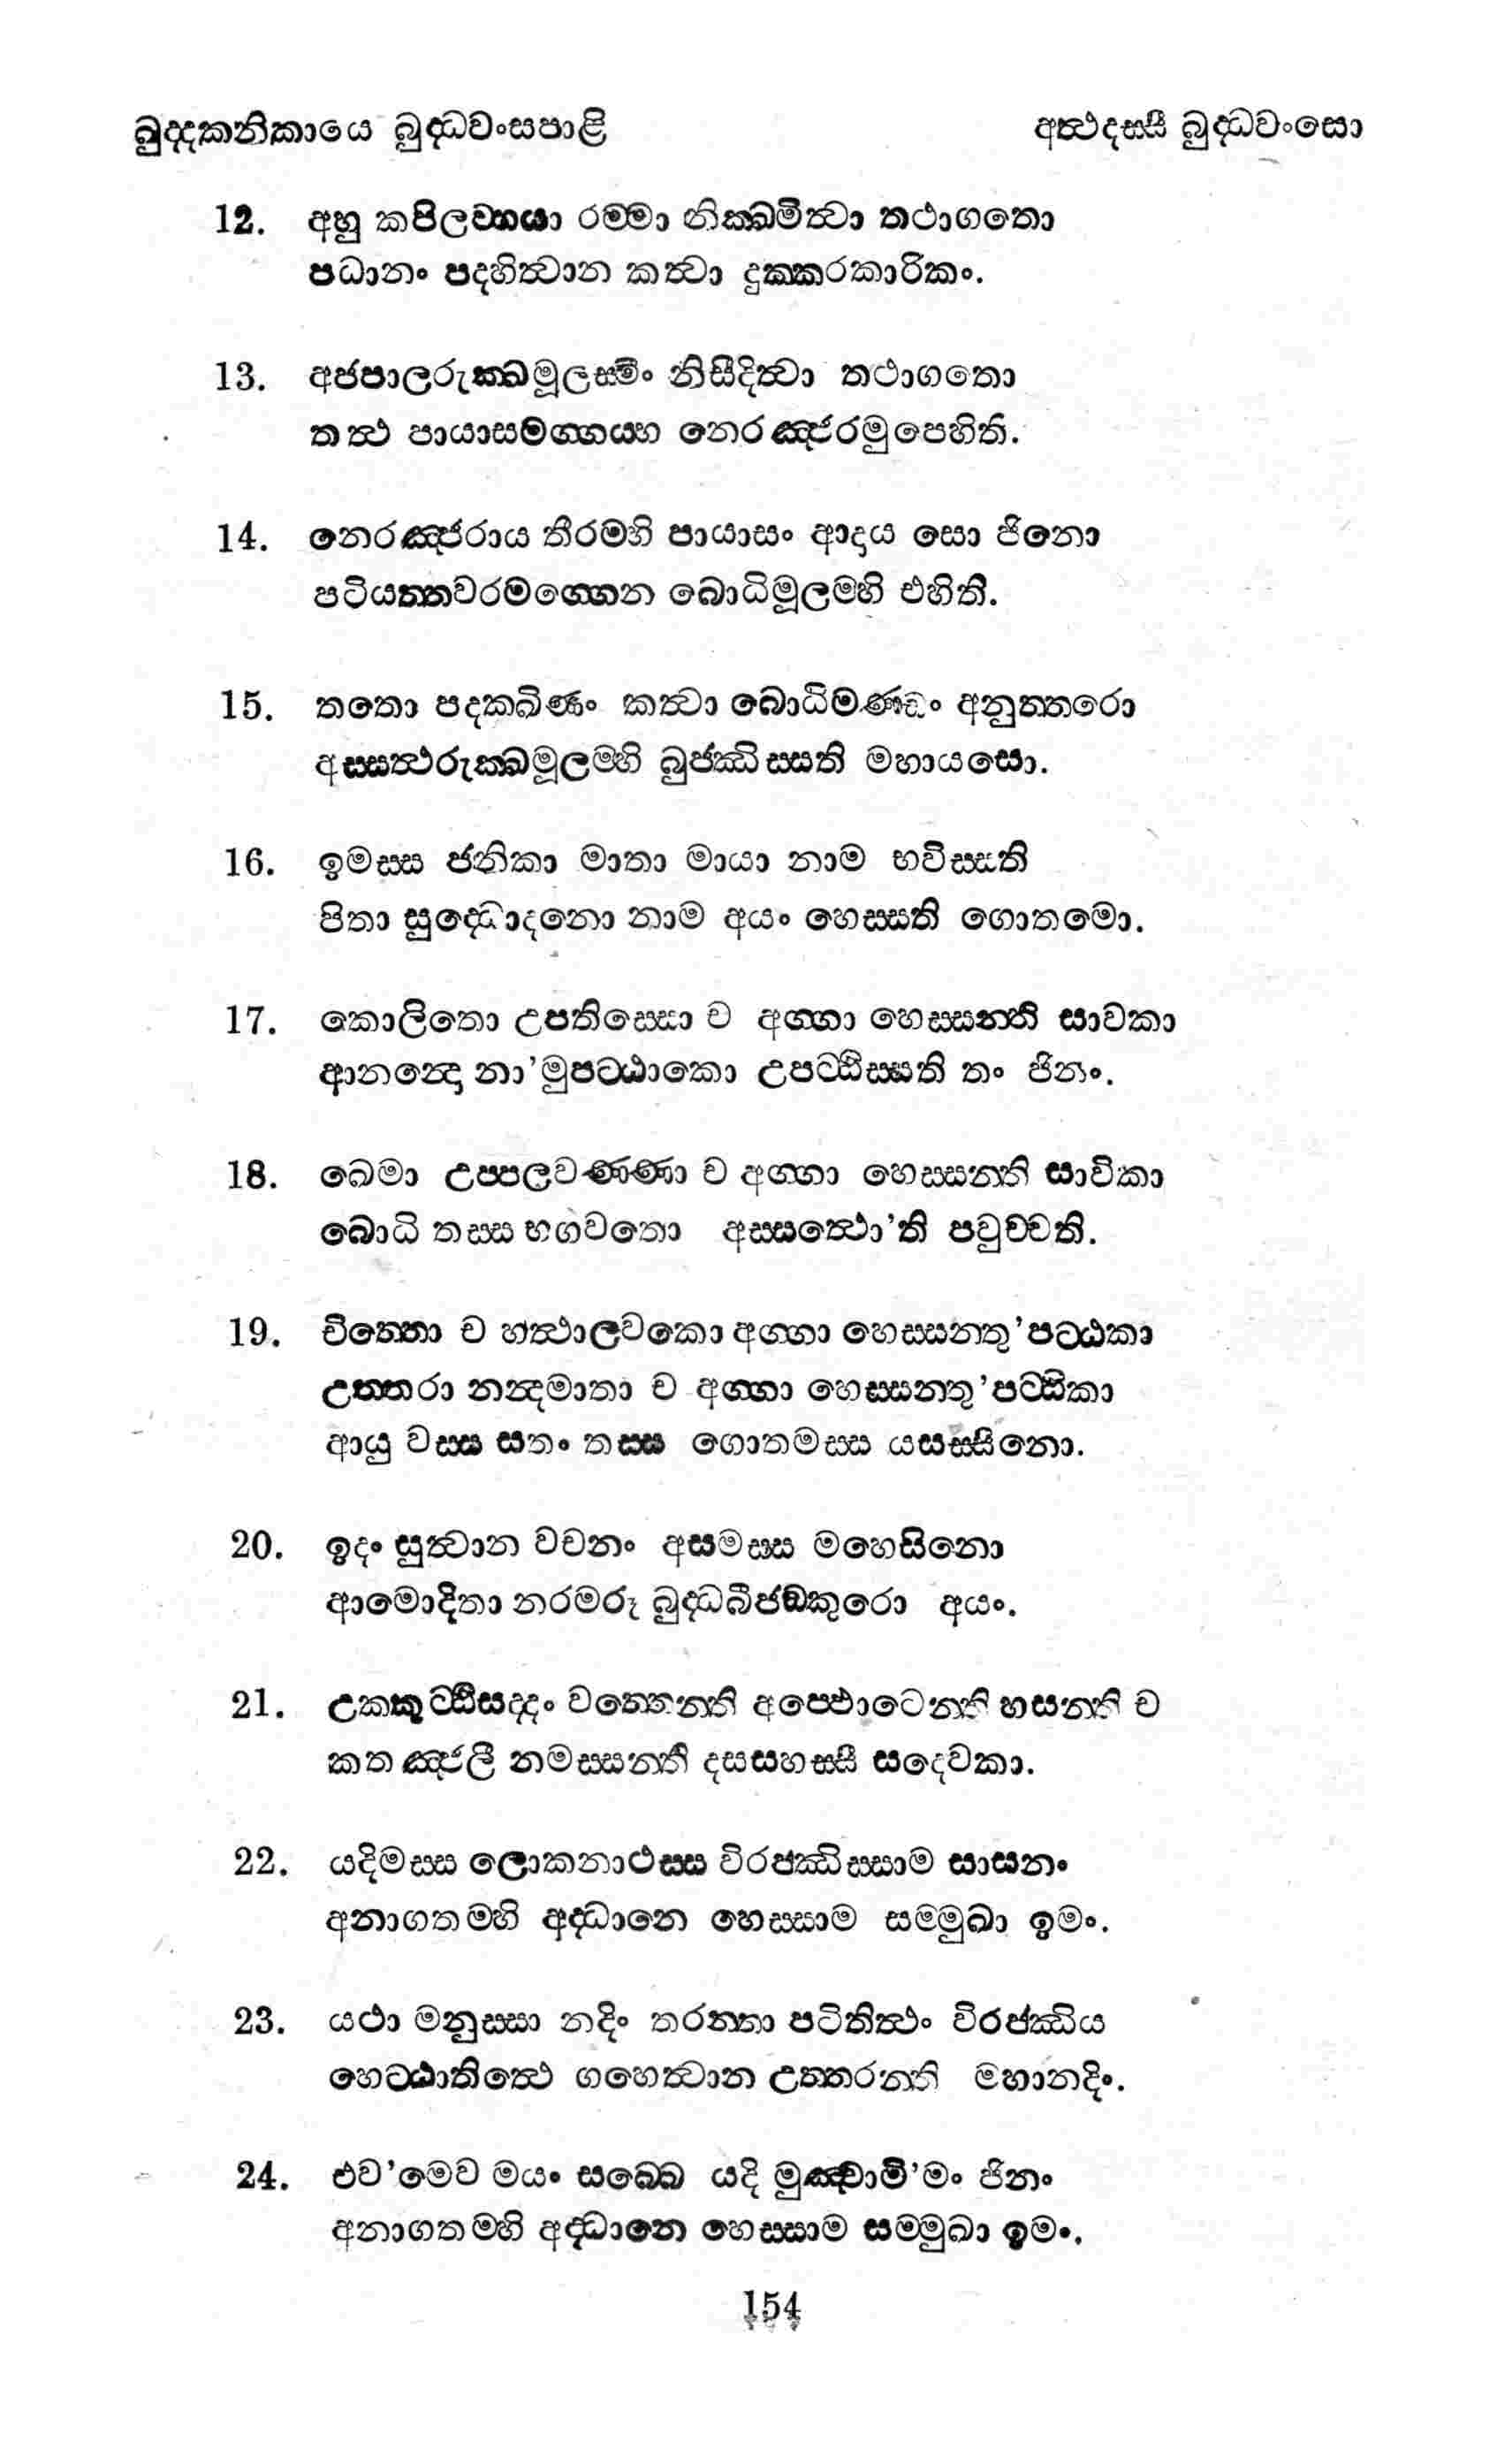 ඛුද්දකනිකායෙ බුද්ධවංසපාළි
අත්ථදස්සී බුද්ධවංසො
12. අහු කපිලව්හයා රම්මා නික්ඛමිත්වා තථාගතො
පධානං පදහිත්වාන කත්වා දුක්කරකාරිකං.
13. අජපාලරුක්ඛමූලස්මිං නිසීදිත්වා තථාගතො
තත්ථ පායාසමග්ගය්හ නෙරඤ්ජරමුපෙහිති.
14. නෙරඤ්ජරාය තීරම්හි පායාසං ආදාය සො ජිනො
පටියත්තවරමග්ගෙන බොධිමූලම්හි එහිති.
15. තතො පදක්ඛිණං කත්වා බොධිමණ්ඩං අනුත්තරො
අස්සත්ථරුක්ඛමූලම්හි බුජ්ඣිස්සති මහායසො.
16. ඉමස්ස ජනිකා මාතා මායා නාම භවිස්සති
පිතා සුද්ධොදනො නාම අයං හෙස්සති ගොතමො.
17. කොලිතො උපතිස්සො ච අග්ගා හෙස්සන්ති සාවකා
ආනන්දො නා'මුපට්ඨාකො උපට්ඨිස්සති තං ජිනං.
18. ඛෙමා උප්පලවණ්ණා ච අග්ගා හෙස්සන්ති සාවිකා
බොධි තස්ස භගවතො අස්සත්ථො'ති පවුච්චති.
19. චිත්තො ච හත්ථාලවකො අග්ගා හෙස්සන්තු'පට්ඨකා
උත්තරා නන්දමාතා ච අග්ගා හෙස්සන්තු'පට්ඨිකා
ආයු වස්ස සතං තස්ස ගොතමස්ස යසස්සිනො.
20. ඉදං සුත්වාන වචනං අසමස්ස මහෙසිනො
ආමොදිතා නරමරූ බුද්ධබීජඞ්කුරො අයං.
21. උක්කුට්ඨිසද්දං වත්තෙන්ති අප්ඵොටෙන්ති හසන්ති ච
කතඤ්ජලී නමස්සන්ති දසසහස්සී සදෙවකා.
22. යදිමස්ස ලොකනාථස්ස විරජ්ඣිස්සාම සාසනං
අනාගතම්හි අද්ධානෙ හෙස්සාම සම්මුඛා ඉමං.
23. යථා මනුස්සා නදිං තරන්තා පටිතිත්ථං විරජ්ඣිය
හෙට්ඨාතිත්ථෙ ගහෙත්වාන උත්තරන්ති මහානදිං.
24. එව'මෙව මයං සබ්බෙ යදි මුඤ්චාමි'මං ජිනං
අනාගතම්හි අද්ධානෙ හෙස්සාම සම්මුඛා ඉමං.
154